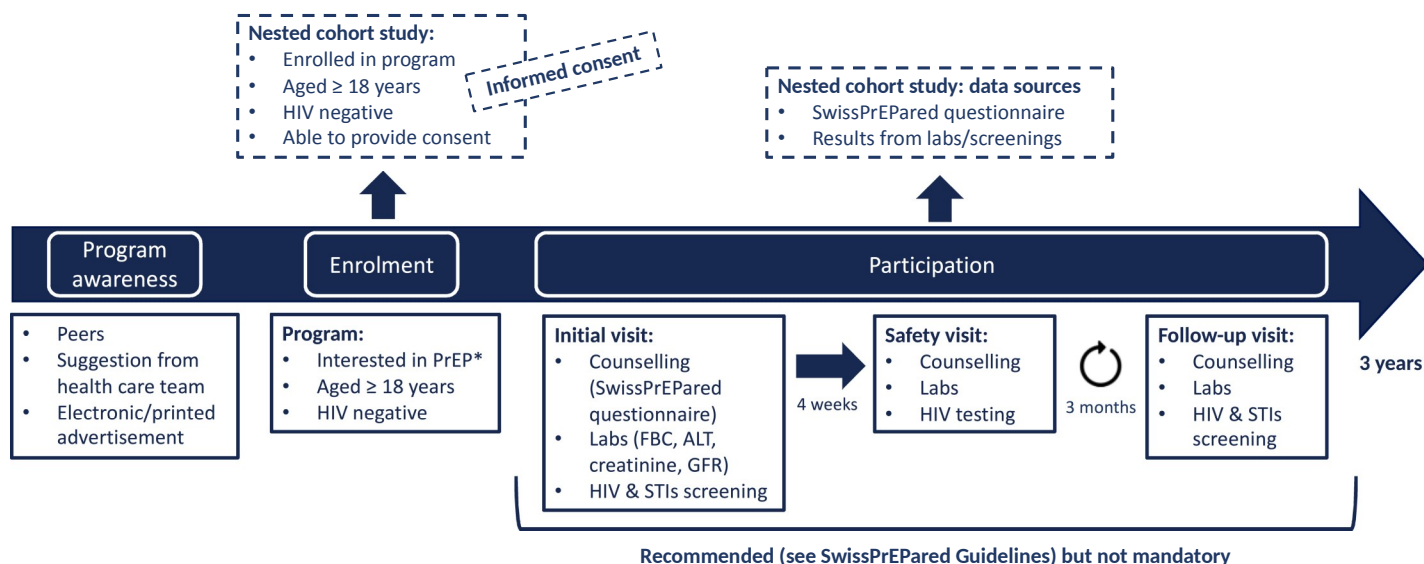 Nested cohort study:
• Enrolled in program
• Aged ≥ 18 years
• HIV negative
• Able to provide consent
Informed consent
Nested cohort study: data sources
• SwissPrEPared questionnaire
• Results from labs/screenings
Program
awareness
Enrolment
Participation
• Peers
• Suggestion from
health care team
• Electronic/printed
advertisement
Program:
• Interested in PrEP*
• Aged ≥ 18 years
• HIV negative
Initial visit:
• Counselling
(SwissPrEPared
questionnaire)
• Labs (FBC, ALT,
creatinine, GFR)
• HIV & STIs screening
4 weeks
Safety visit:
• Counselling
• Labs
• HIV testing
3 months
Follow-up visit:
• Counselling
• Labs
• HIV & STIs
screening
3 years
Recommended (see SwissPrEPared Guidelines) but not mandatory